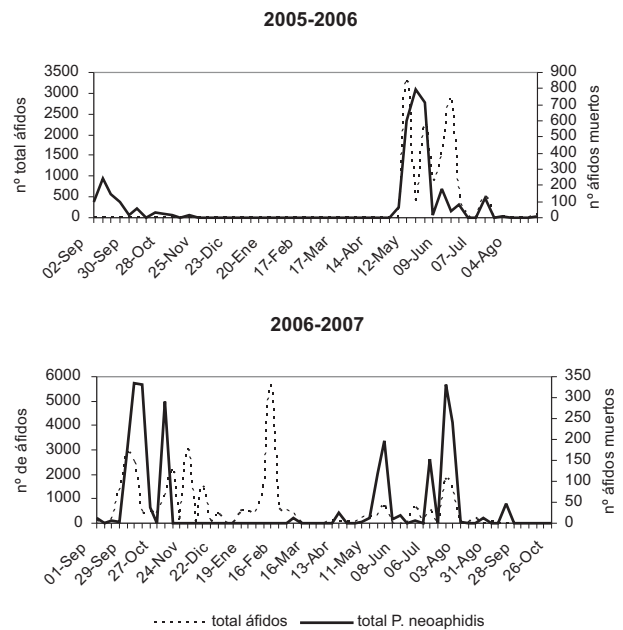 2005-2006
nº total áfidos
3500
3000
2500
2000
1500
1000
500
0
900
800
700
600
500
400
300
200
100
0
nº áfidos muertos
02-Sep
30-Sep
28-Oct
25-Nov
23-Dic
20-Ene
17-Feb
17-Mar
14-Abr
12-May
09-Jun
07-Jul
04-Ago
2006-2007
nº de áfidos
6000
5000
4000
3000
2000
1000
0
350
300
250
200
150
100
50
0
nº áfidos muertos
01-Sep
29-Sep
27-Oct
24-Nov
22-Dic
19-Ene
16-Feb
16-Mar
13-Abr
11-May
08-Jun
06-Jul
03-Ago
31-Ago
28-Sep
26-Oct
total áfidos
total P. neoaphidis